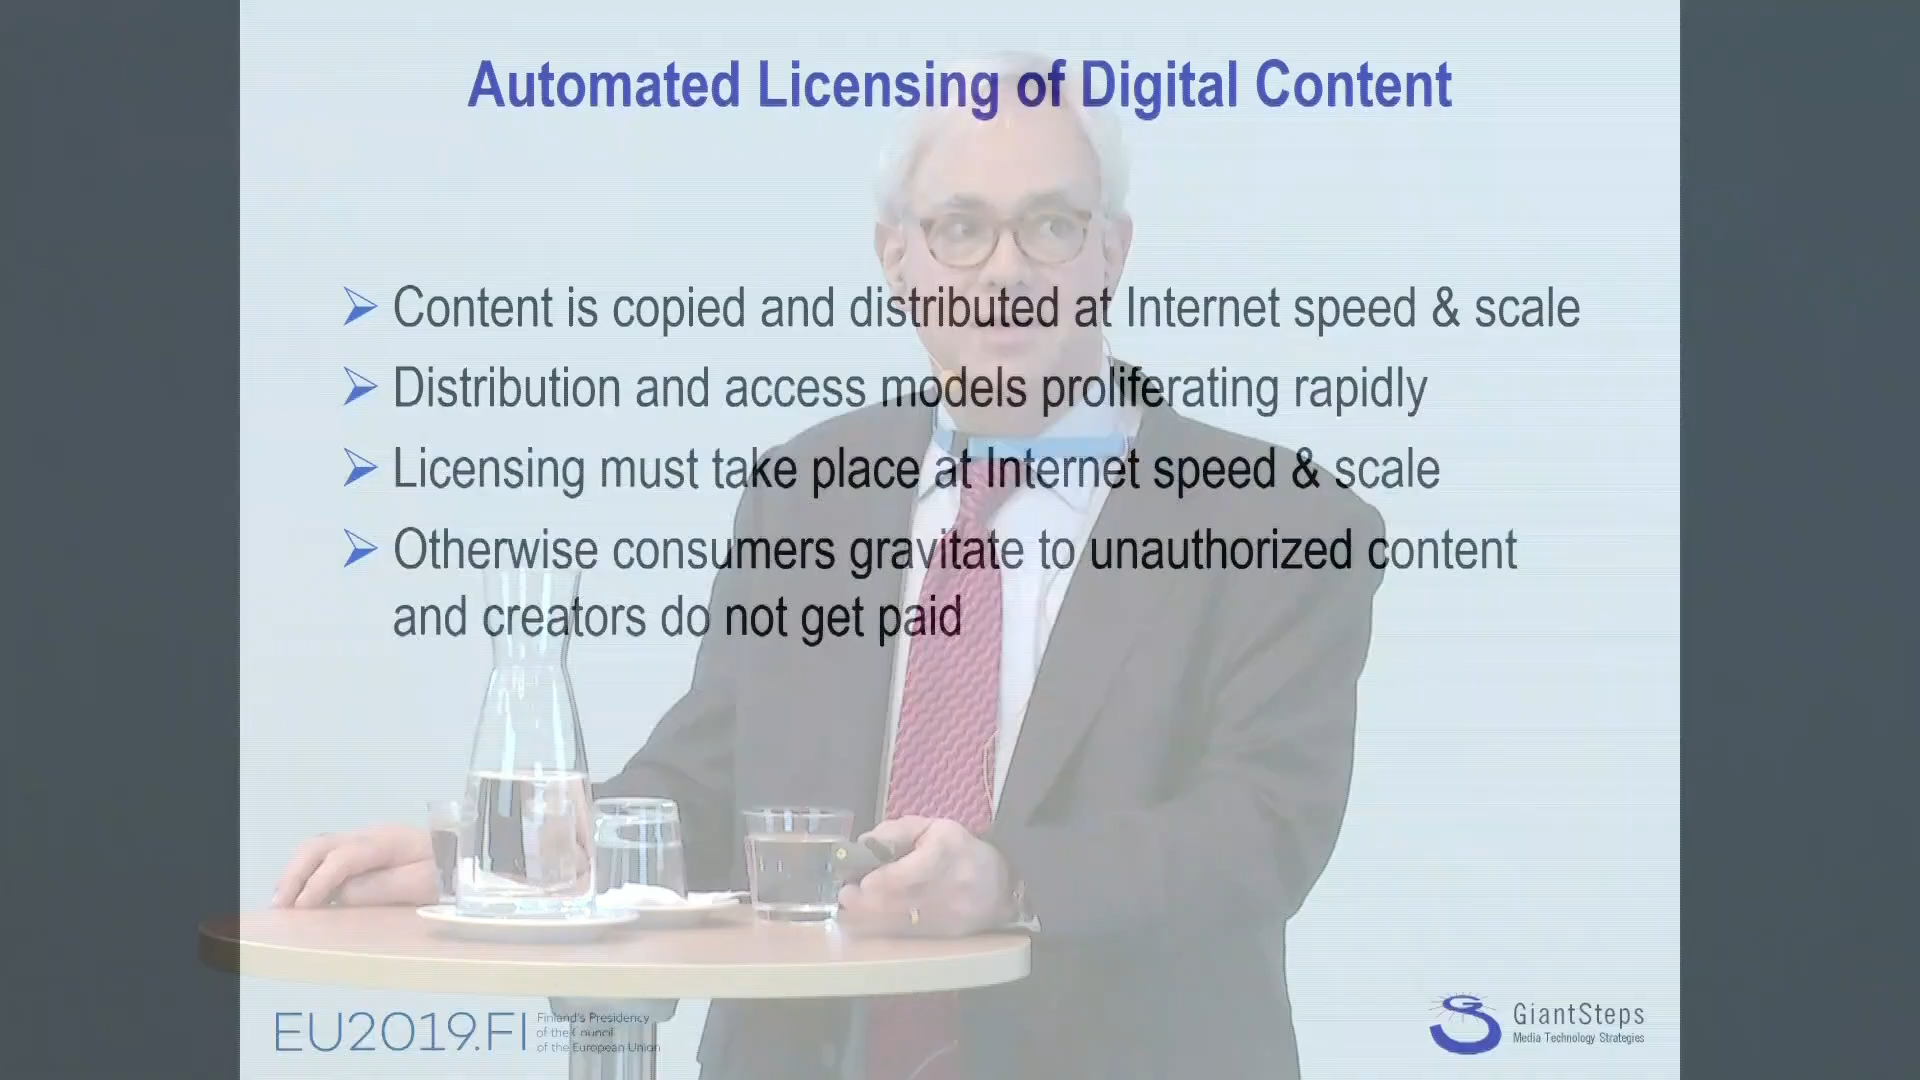 Automated Licensing of Digital Content
➢ Content is copied and distributed at Internet speed & scale
➢ Distribution and access models proliferating rapidly
➢ Licensing must take place at Internet speed & scale
➢ Otherwise consumers gravitate to unauthorized content
and creators do not get paid
EU2019.FI
Finland's Presidency
of the Council
of the European Union
GiantSteps
Media Technology Strategies